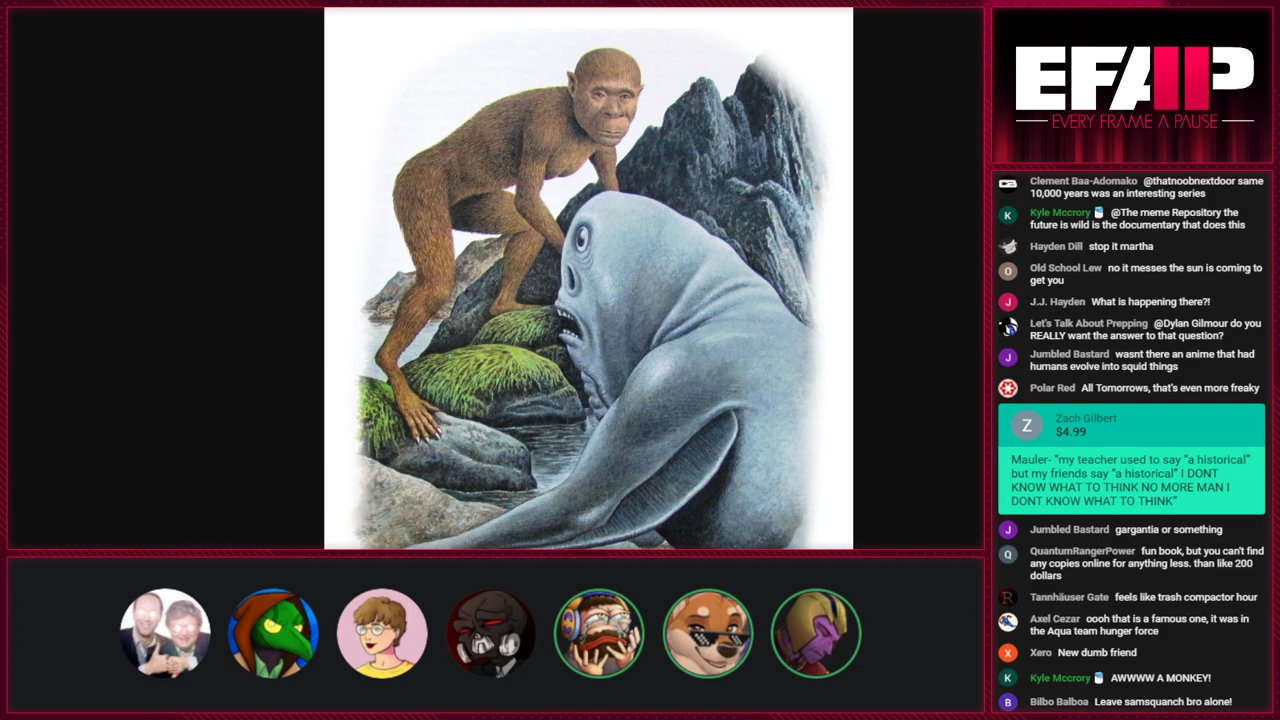 EFAP
EVERY FRAME A PAUSE
Clement Baa-Adomako @thatnoobnextdoor same
10,000 years was an interesting series
K
Kyle Mccrory @The meme Repository the
future is wild is the documentary that does this
Hayden Dill stop it martha
O
Old School Lew no it messes the sun is coming to
get you
J
J.J. Hayden What is happening there?!
Let's Talk About Prepping @Dylan Gilmour do you
REALLY want the answer to that question?
J
Jumbled Bastard wasnt there an anime that had
humans evolve into squid things
Polar Red All Tomorrows, that's even more freaky
Z
Zach Gilbert
$4.99
Mauler- “my teacher used to say “a historical”
but my friends say “a historical” I DONT
KNOW WHAT TO THINK NO MORE MAN I
DONT KNOW WHAT TO THINK”
J
Jumbled Bastard gargantia or something
Q
QuantumRangerPower fun book, but you can't find
any copies online for anything less. than like 200
dollars
R
Tannhäuser Gate feels like trash compactor hour
Axel Cezar oooh that is a famous one, it was in
the Aqua team hunger force
X
Xero New dumb friend
K
Kyle Mccrory AWWWW A MONKEY!
B
Bilbo Balboa Leave samsquanch bro alone!